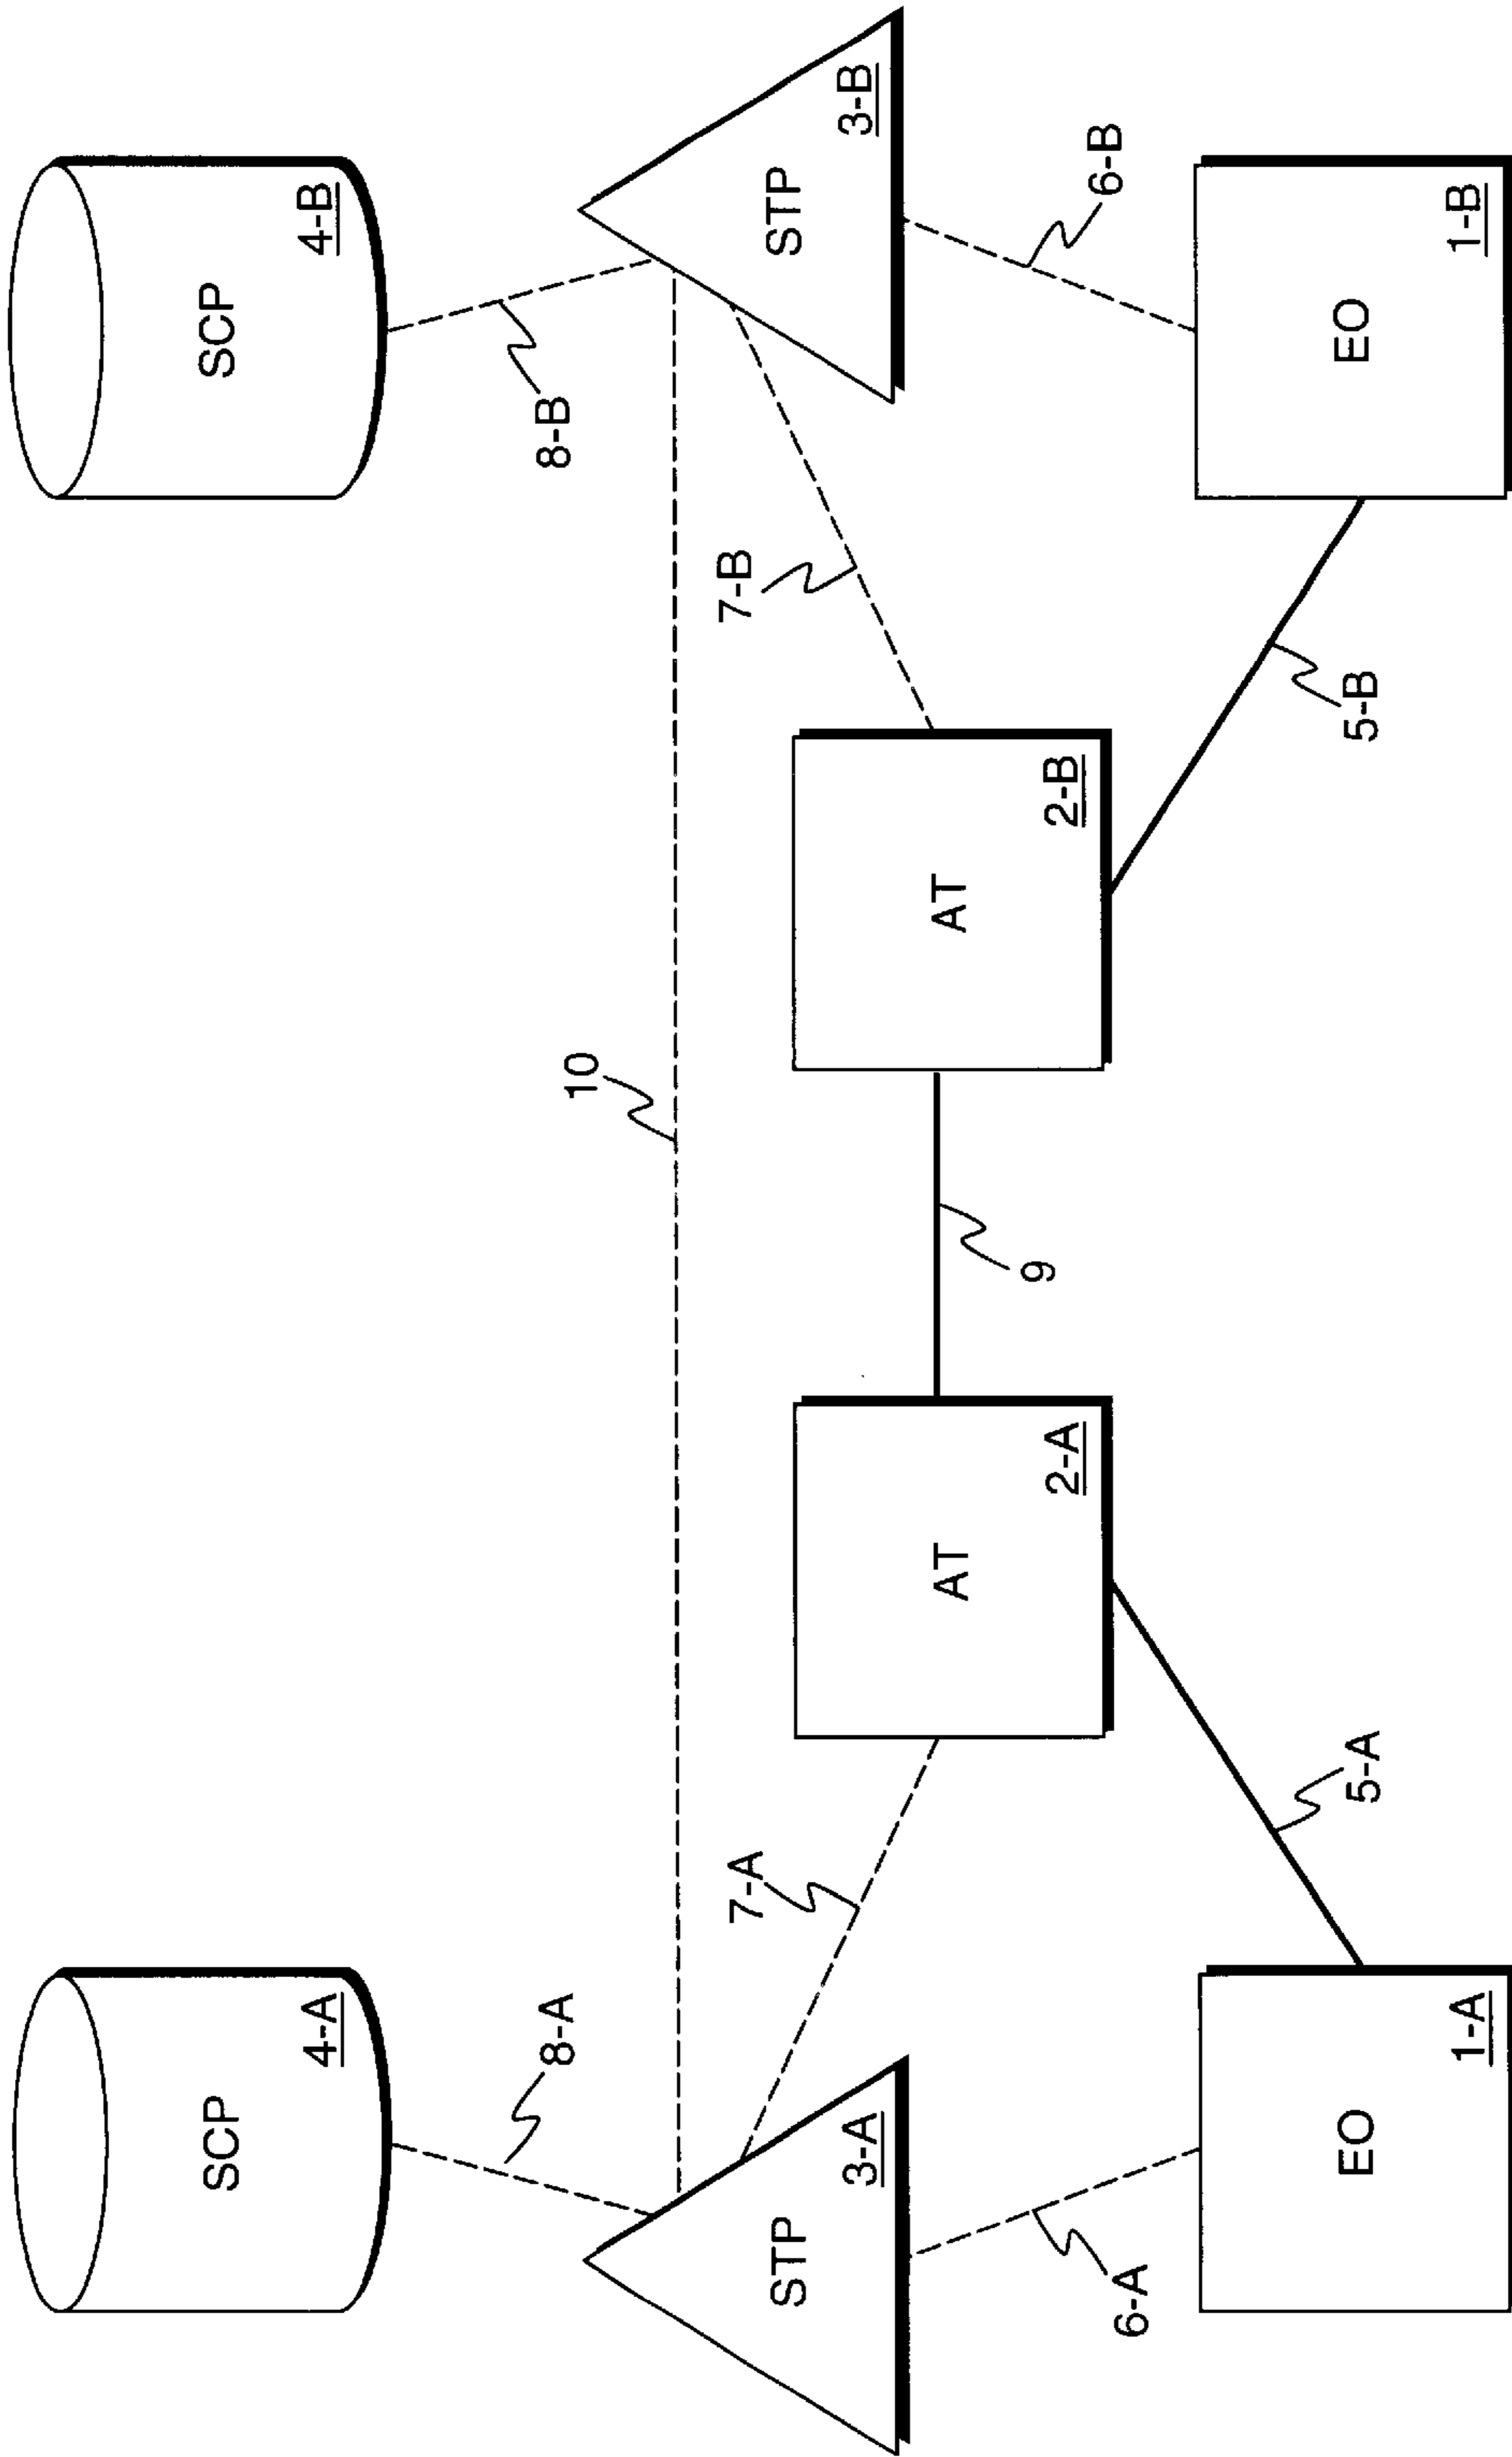 SCP
4-A
SCP
4-B
8-A
8-B
10
STP
3-A
7-A
7-B
STP
3-B
AT
2-A
9
AT
2-B
6-A
6-B
5-A
5-B
EO
1-A
EO
1-B